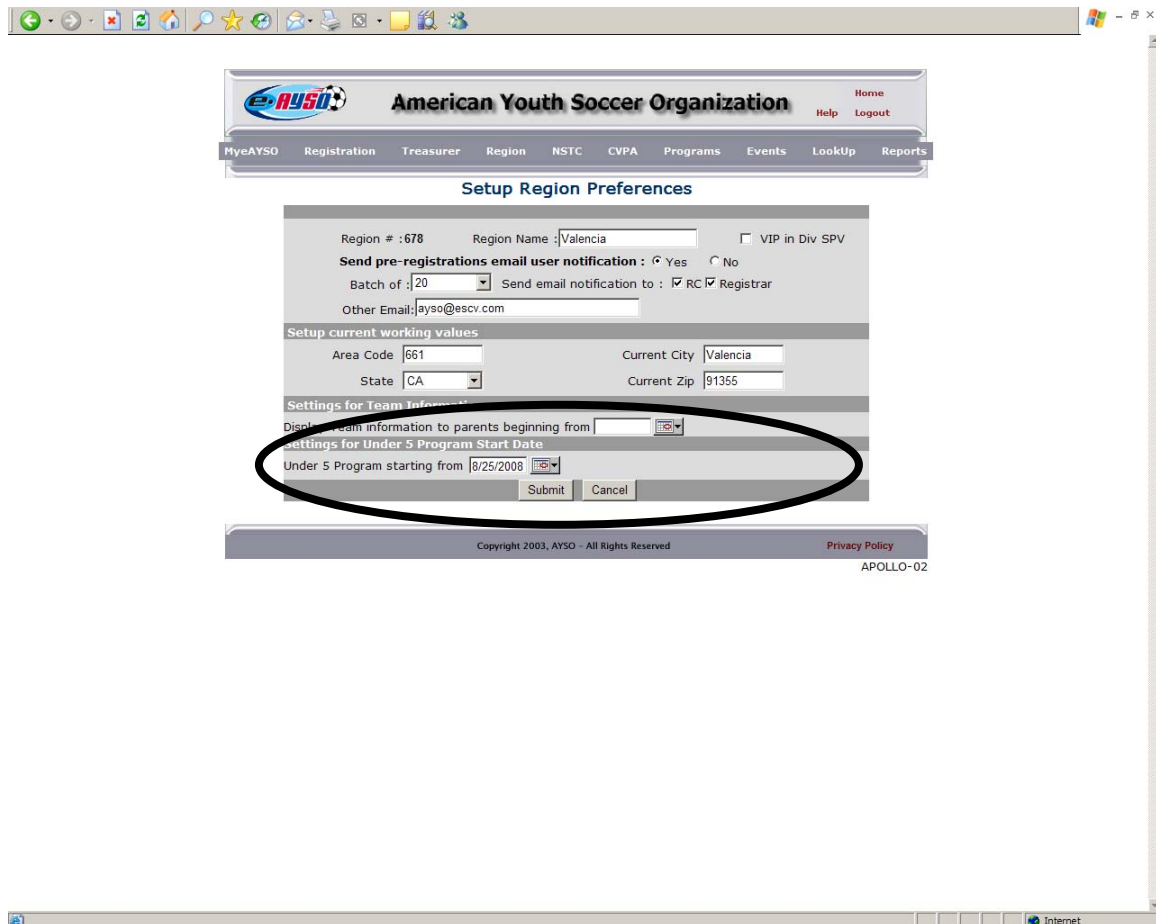 e-AYSO American Youth Soccer Organization Home
Help Logout
MyeAYSO Registration Treasurer Region NSTC CVPA Programs Events LookUp Reports
Setup Region Preferences
Region # :678 Region Name : Valencia VIP in Div SPV
Send pre-registrations email user notification : Yes No
Batch of : 20 Send email notification to : RC Registrar
Other Email: ayso@escv.com
Setup current working values
Area Code 661 Current City Valencia
State CA Current Zip 91355
Settings for Team
Display Team information to parents beginning from
Settings for Under 5 Program Start Date
Under 5 Program starting from 8/25/2008
Submit Cancel
Copyright 2003, AYSO - All Rights Reserved Privacy Policy
APOLLO-02
Internet